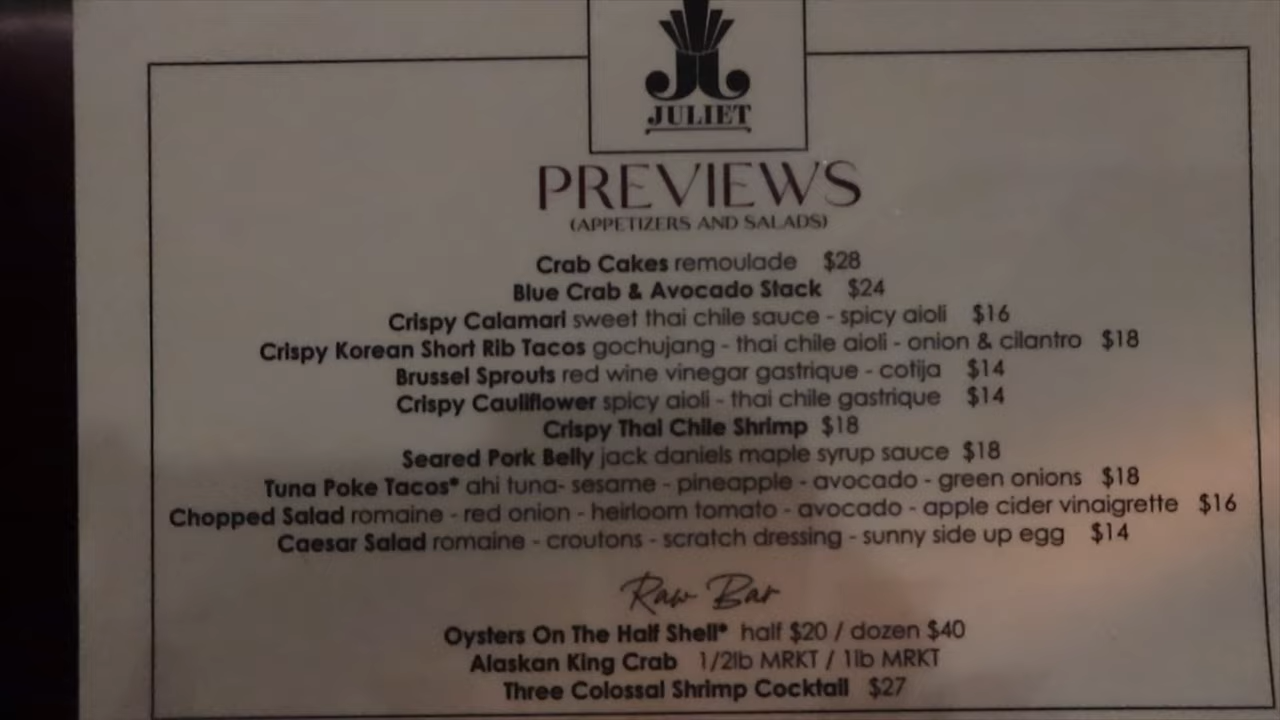 JULIET
PREVIEWS
(APPETIZERS AND SALADS)
Crab Cakes remoulade $28
Blue Crab & Avocado Stack $24
Crispy Calamari sweet thai chile sauce - spicy aioli $16
Crispy Korean Short Rib Tacos gochujang - thai chile aioli - onion & cilantro $18
Brussel Sprouts red wine vinegar gastrique - cotija $14
Crispy Cauliflower spicy aioli - thai chile gastrique $14
Crispy Thai Chile Shrimp $18
Seared Pork Belly jack daniels maple syrup sauce $18
Tuna Poke Tacos* ahi tuna- sesame - pineapple - avocado - green onions $18
Chopped Salad romaine - red onion - heirloom tomato - avocado - apple cider vinaigrette $16
Caesar Salad romaine - croutons - scratch dressing - sunny side up egg $14
Raw Bar
Oysters On The Half Shell* half $20 / dozen $40
Alaskan King Crab 1/2lb MRKT / 1lb MRKT
Three Colossal Shrimp Cocktail $27